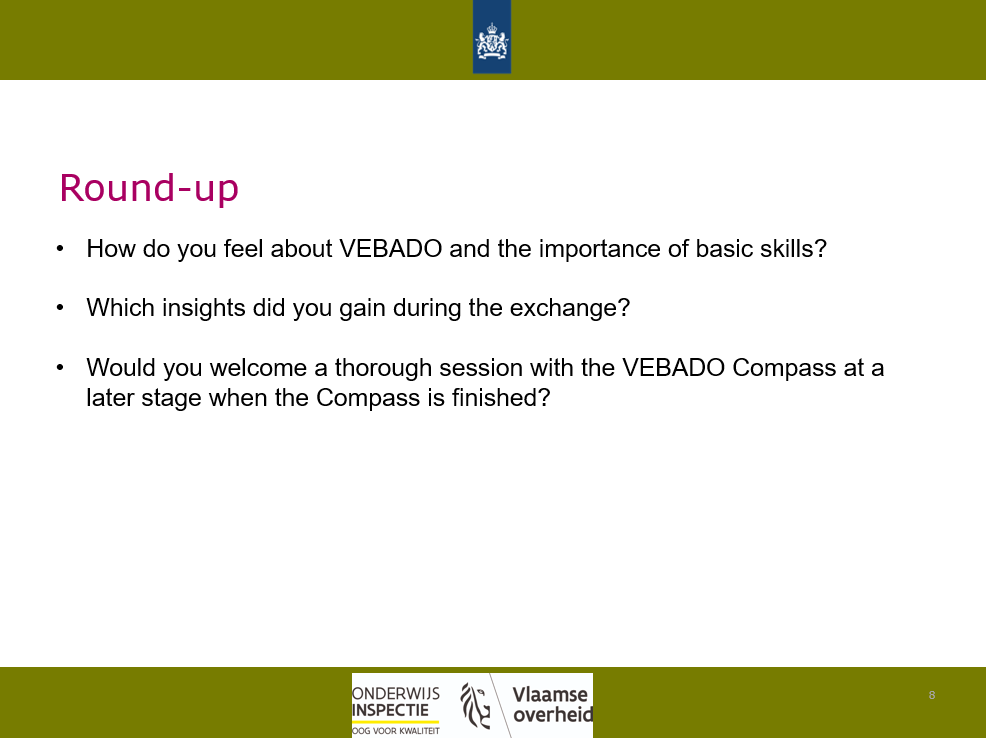 Round-up
• How do you feel about VEBADO and the importance of basic skills?
• Which insights did you gain during the exchange?
• Would you welcome a thorough session with the VEBADO Compass at a
later stage when the Compass is finished?
ONDERWIJS
INSPECTIE
OOG VOOR KWALITEIT
Vlaamse
overheid
8